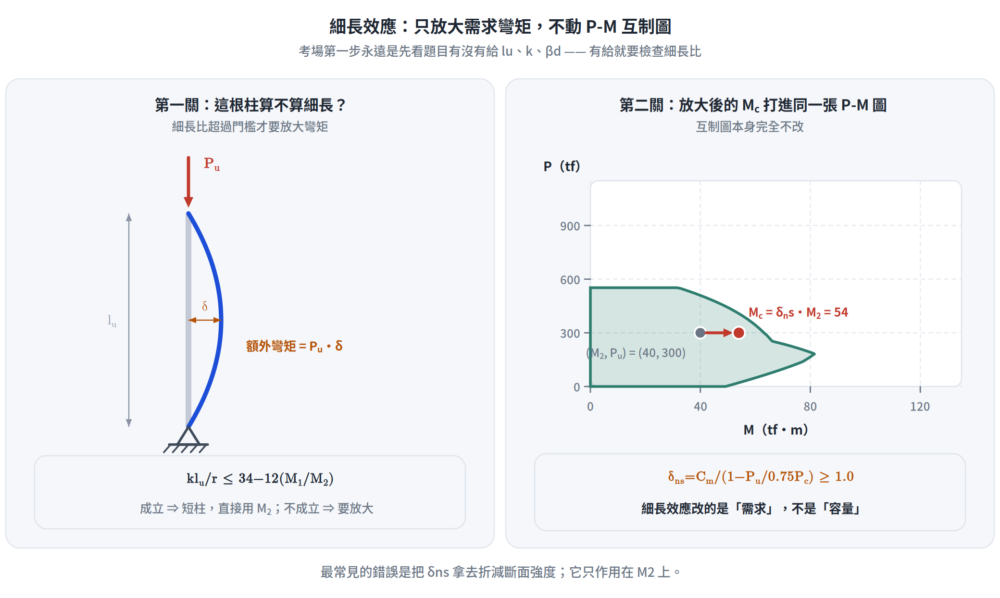 細長效應：只放大需求彎矩，不動 P-M 互制圖
考場第一步永遠是先看題目有沒有給 lu、k、βd —— 有給就要檢查細長比
第一關：這根柱算不算細長？
細長比超過門檻才要放大彎矩
Pu
lu
δ
額外彎矩 = Pu・δ
klu/r ≤ 34−12(M1/M2)
成立 ⇒ 短柱，直接用 M2；不成立 ⇒ 要放大
第二關：放大後的 Mc 打進同一張 P-M 圖
互制圖本身完全不改
P（tf）
900
600
300
0
Mc = δns・M2 = 54
(M2, Pu) = (40, 300)
0 40 80 120
M（tf・m）
δns=Cm/(1−Pu/0.75Pc) ≥ 1.0
細長效應改的是「需求」，不是「容量」
最常見的錯誤是把 δns 拿去折減斷面強度；它只作用在 M2 上。